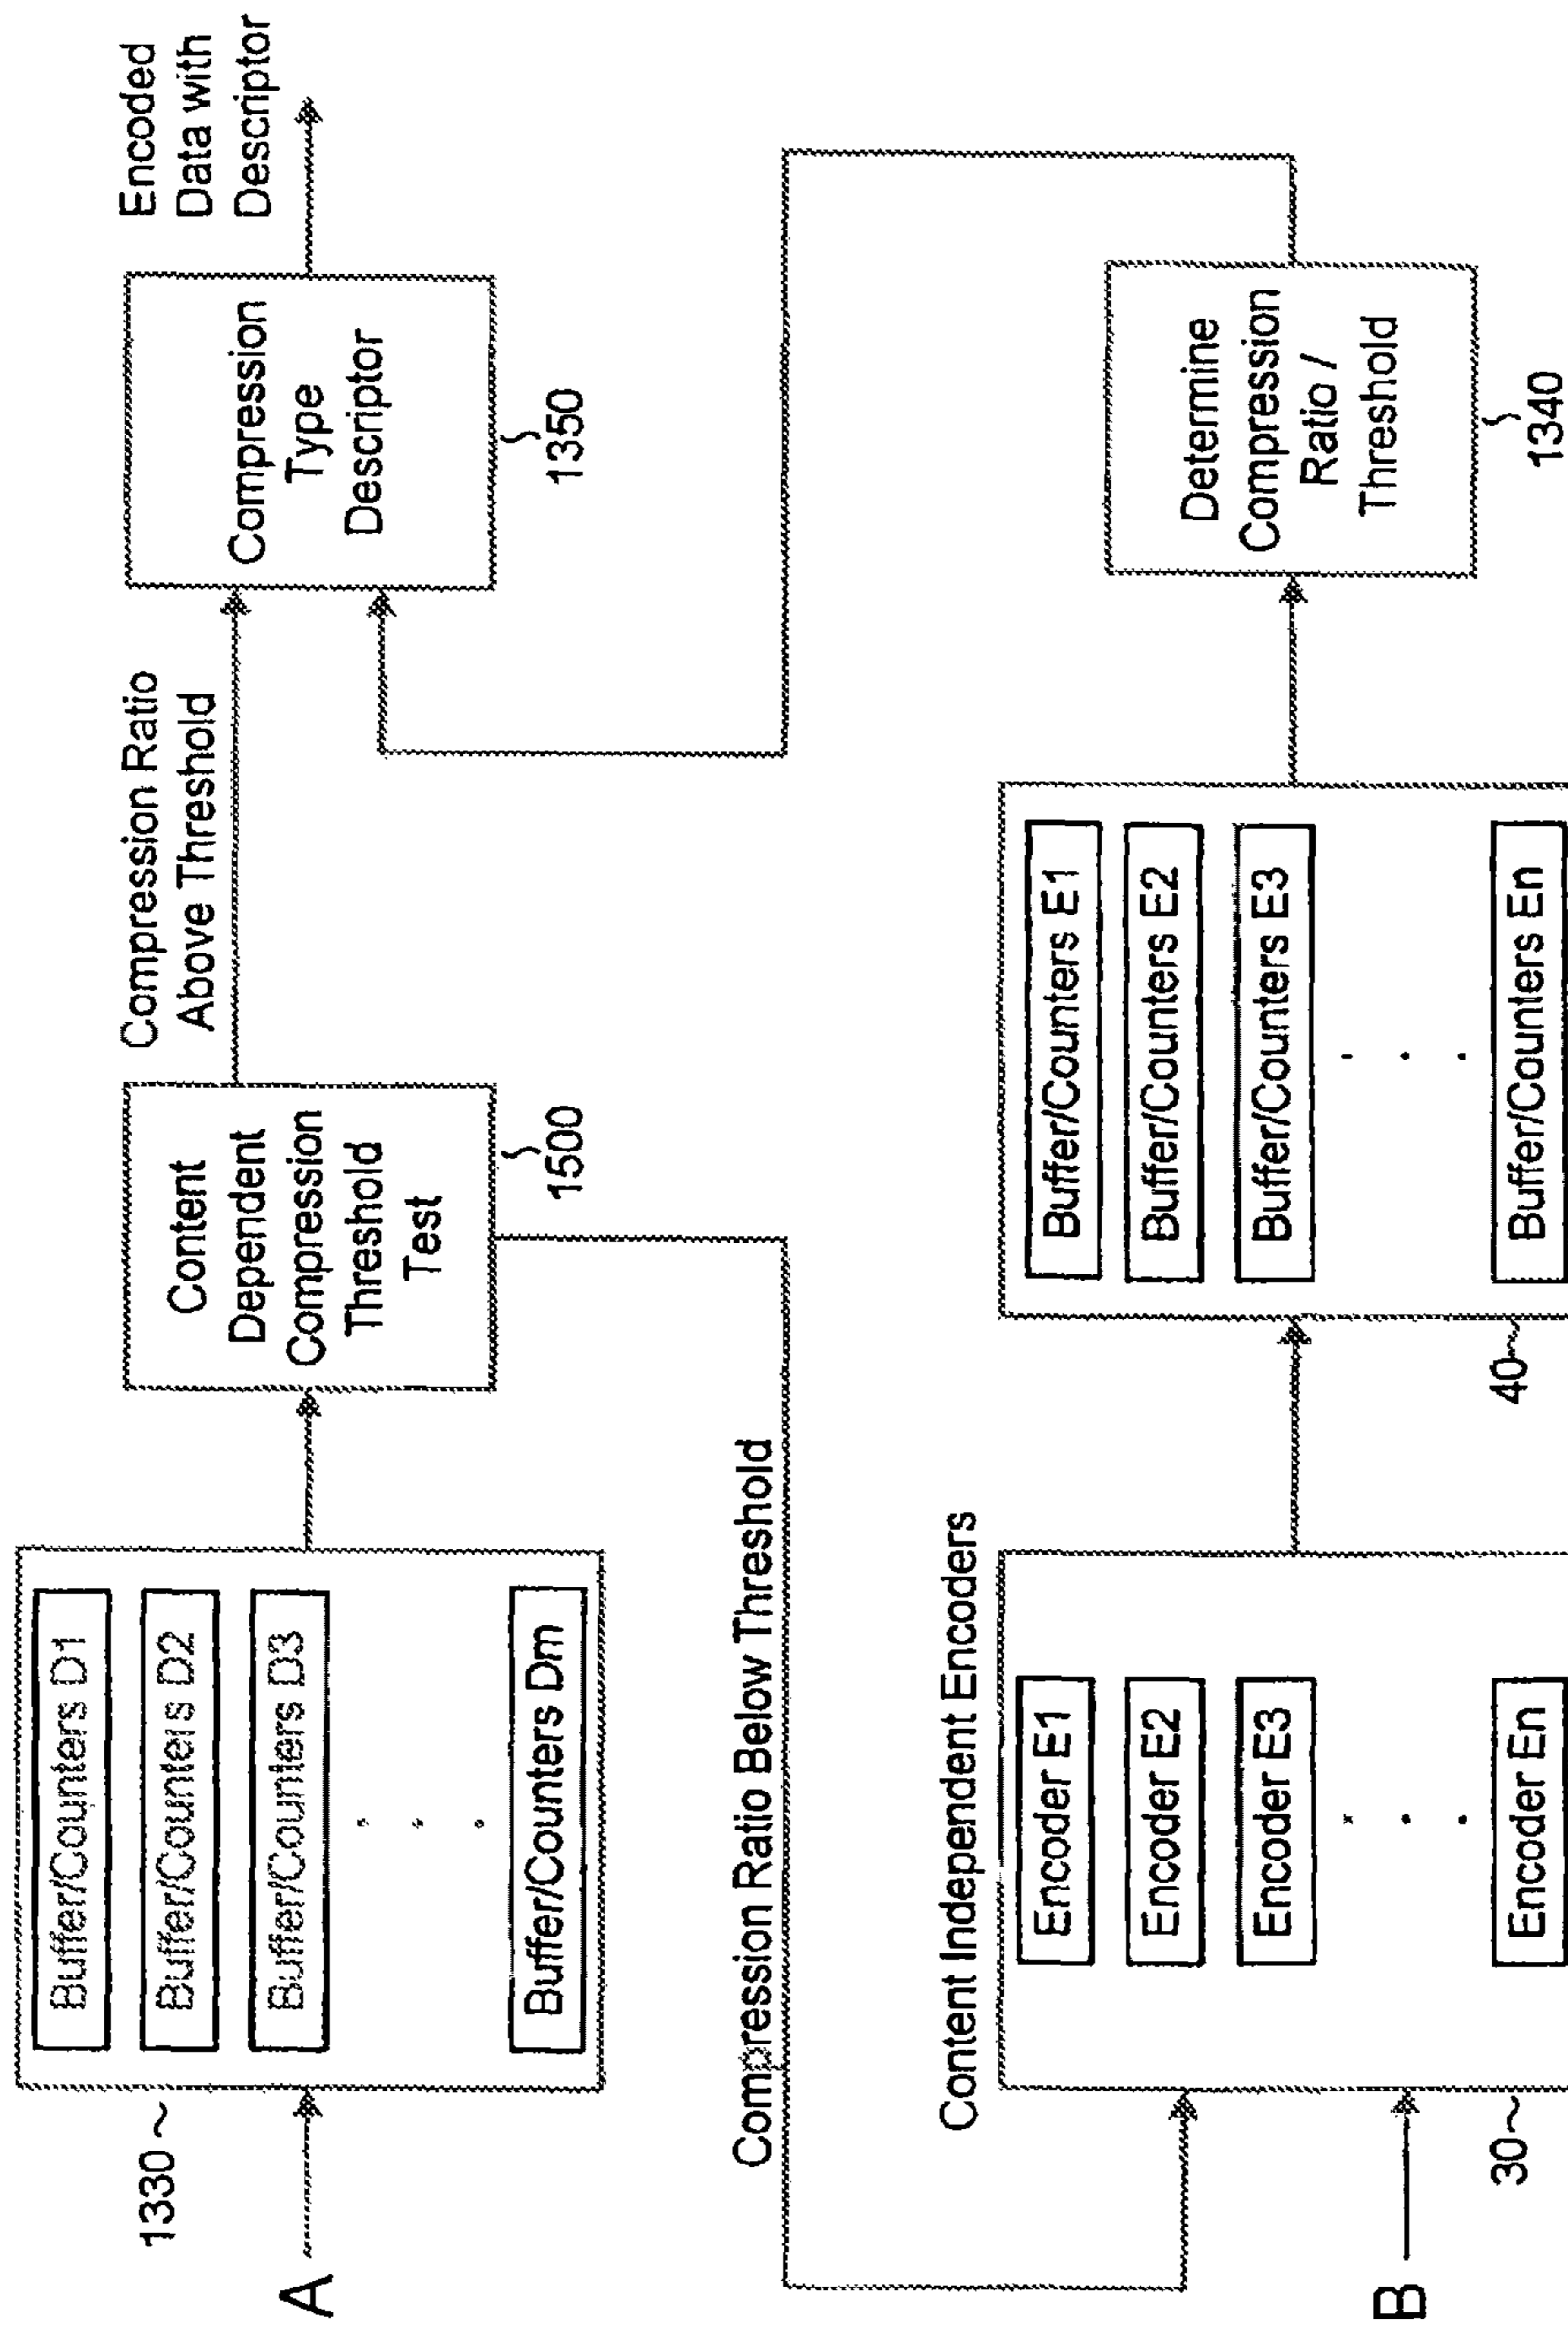 1330
A
Buffer/Counters D1
Buffer/Counters D2
Buffer/Counters D3
Buffer/Counters Dm
Content
Dependent
Compression
Threshold
Test
1500
Compression Ratio
Above Threshold
Compression
Type
Descriptor
1350
Encoded
Data with
Descriptor
Compression Ratio Below Threshold
Content Independent Encoders
B
30
Encoder E1
Encoder E2
Encoder E3
Encoder En
40
Buffer/Counters E1
Buffer/Counters E2
Buffer/Counters E3
Buffer/Counters En
Determine
Compression
Ratio /
Threshold
1340